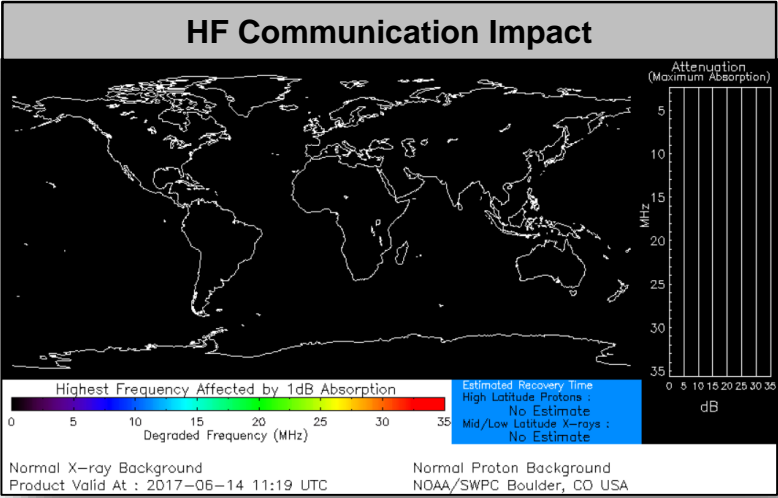 HF Communication Impact
Attenuation
(Maximum Absorption)
5
10
15
MHz
20
25
30
35
0 5 10 15 20 25 30 35
dB
Highest Frequency Affected by 1dB Absorption
0 5 10 15 20 25 30 35
Degraded Frequency (MHz)
Estimated Recovery Time
High Latitude Protons :
No Estimate
Mid/Low Latitude X-rays :
No Estimate
Normal X-ray Background
Normal Proton Background
Product Valid At : 2017-06-14 11:19 UTC
NOAA/SWPC Boulder, CO USA